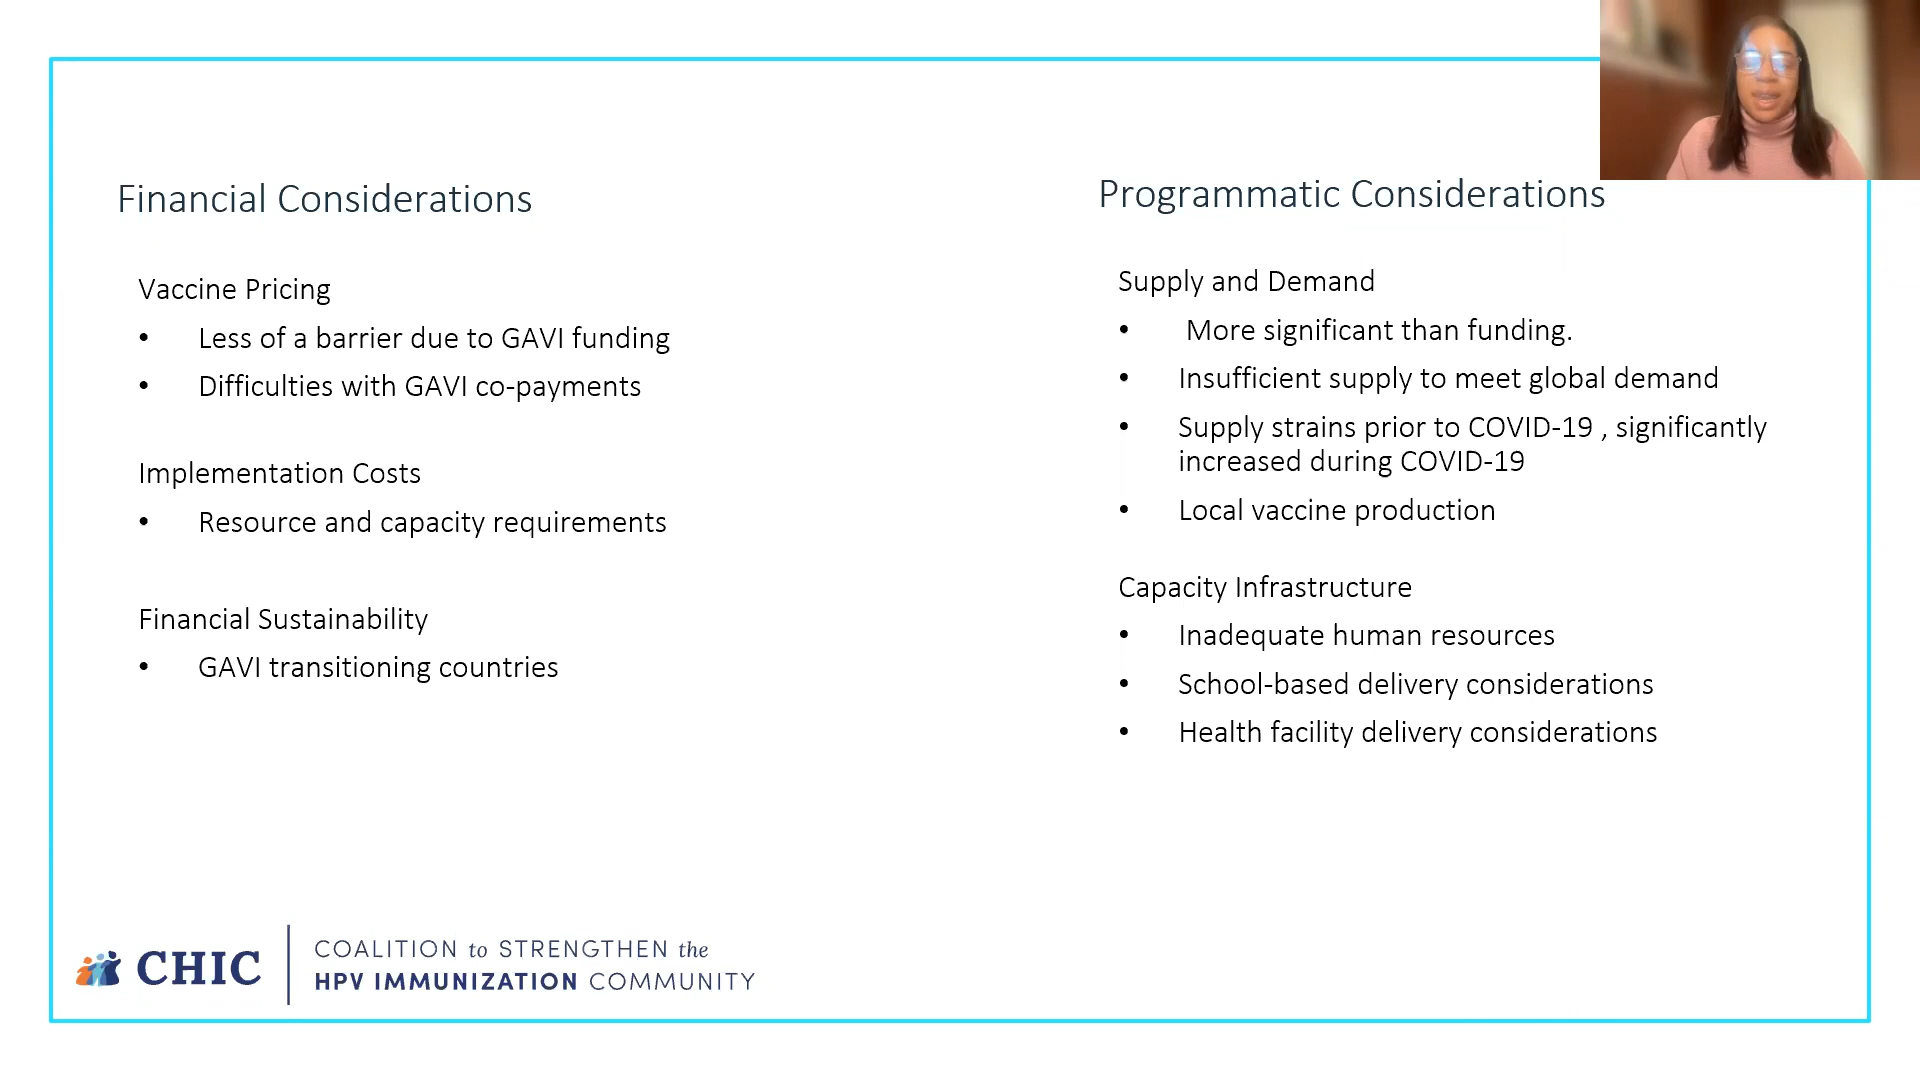 Financial Considerations
Vaccine Pricing
• Less of a barrier due to GAVI funding
• Difficulties with GAVI co-payments
Implementation Costs
• Resource and capacity requirements
Financial Sustainability
• GAVI transitioning countries
Programmatic Considerations
Supply and Demand
• More significant than funding.
• Insufficient supply to meet global demand
• Supply strains prior to COVID-19 , significantly
increased during COVID-19
• Local vaccine production
Capacity Infrastructure
• Inadequate human resources
• School-based delivery considerations
• Health facility delivery considerations
CHIC
COALITION to STRENGTHEN the
HPV IMMUNIZATION COMMUNITY